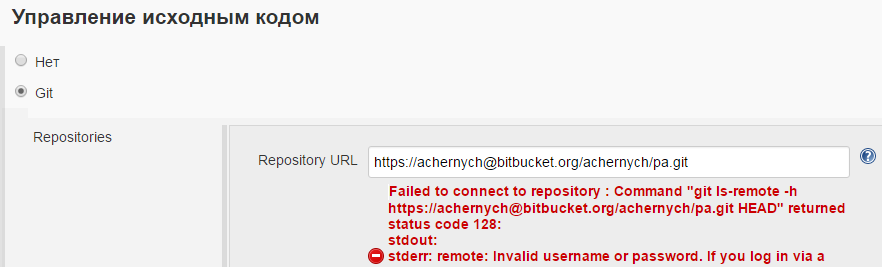 Управление исходным кодом
Нет
Git
Repositories
Repository URL
https://achernych@bitbucket.org/achernych/pa.git
Failed to connect to repository : Command "git ls-remote -h
https://achernych@bitbucket.org/achernych/pa.git HEAD" returned
status code 128:
stdout:
stderr: remote: Invalid username or password. If you log in via a